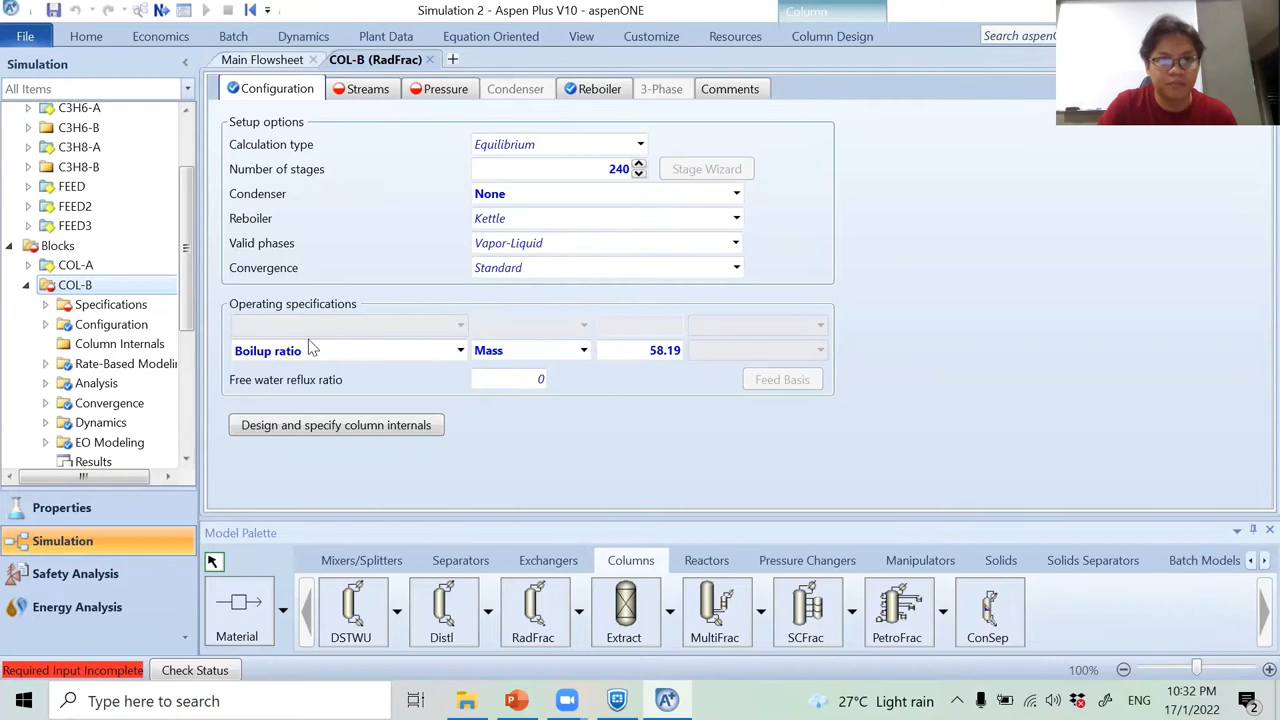 Simulation 2 - Aspen Plus V10 - aspenONE
Column
File
Home
Economics
Batch
Dynamics
Plant Data
Equation Oriented
View
Customize
Resources
Column Design
Search aspen
Simulation
All Items
C3H6-A
C3H6-B
C3H8-A
C3H8-B
FEED
FEED2
FEED3
Blocks
COL-A
COL-B
Specifications
Configuration
Column Internals
Rate-Based Modelin
Analysis
Convergence
Dynamics
EO Modeling
Results
Properties
Simulation
Safety Analysis
Energy Analysis
Main Flowsheet
COL-B (RadFrac)
Configuration
Streams
Pressure
Condenser
Reboiler
3-Phase
Comments
Setup options
Calculation type
Equilibrium
Number of stages
240
Stage Wizard
Condenser
None
Reboiler
Kettle
Valid phases
Vapor-Liquid
Convergence
Standard
Operating specifications
Boilup ratio
Mass
58.19
Free water reflux ratio
0
Feed Basis
Design and specify column internals
Model Palette
Mixers/Splitters
Separators
Exchangers
Columns
Reactors
Pressure Changers
Manipulators
Solids
Solids Separators
Batch Models
Material
DSTWU
Distl
RadFrac
Extract
MultiFrac
SCFrac
PetroFrac
ConSep
Required Input Incomplete
Check Status
100%
Type here to search
27°C Light rain
ENG
10:32 PM
17/1/2022
2